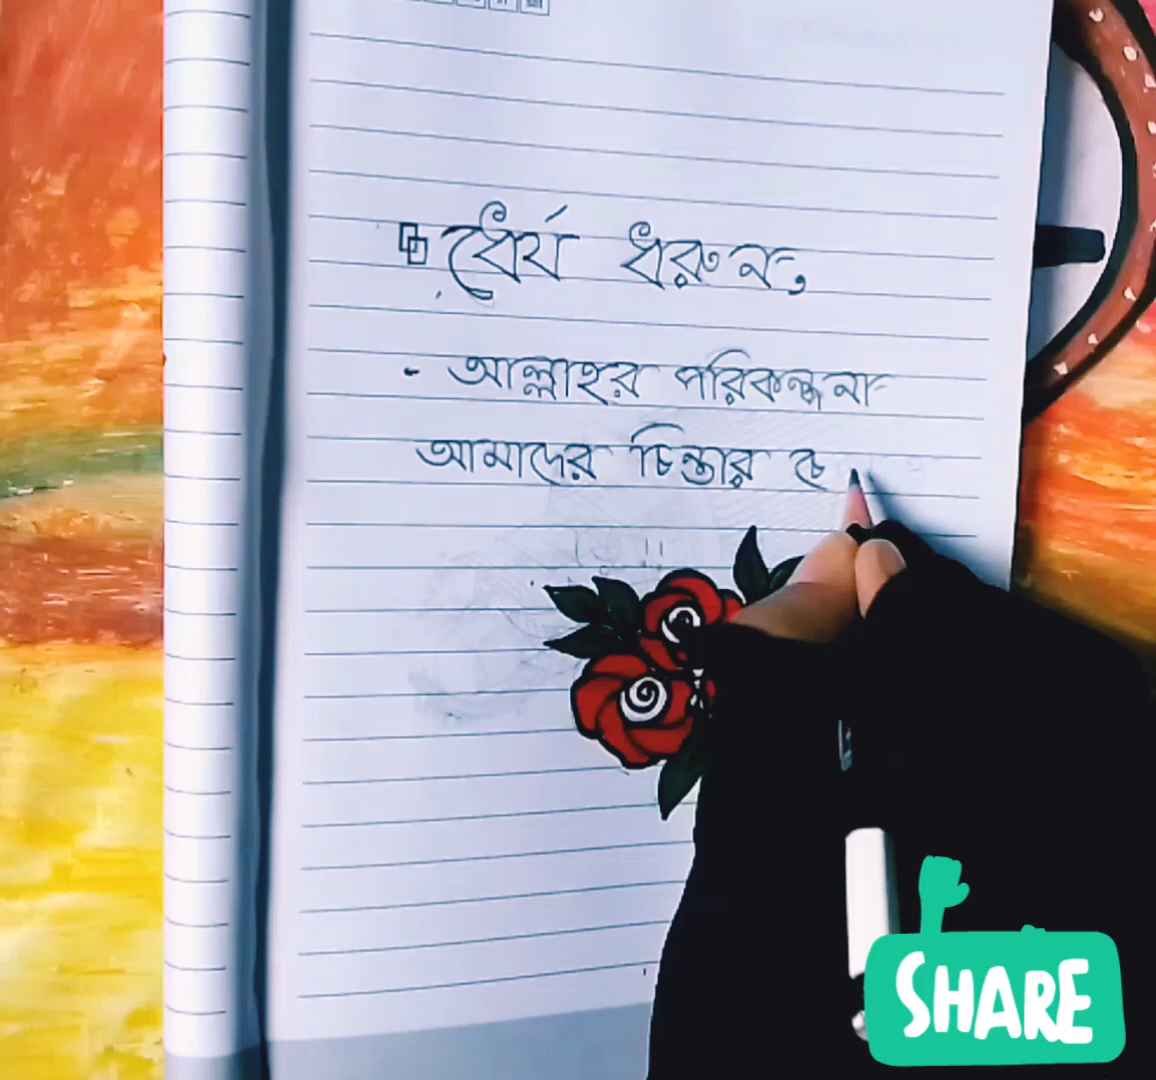 ধৈর্য ধরুন,
- আল্লাহর পরিকল্পনা
আমাদের চিন্তার চে
SHARE